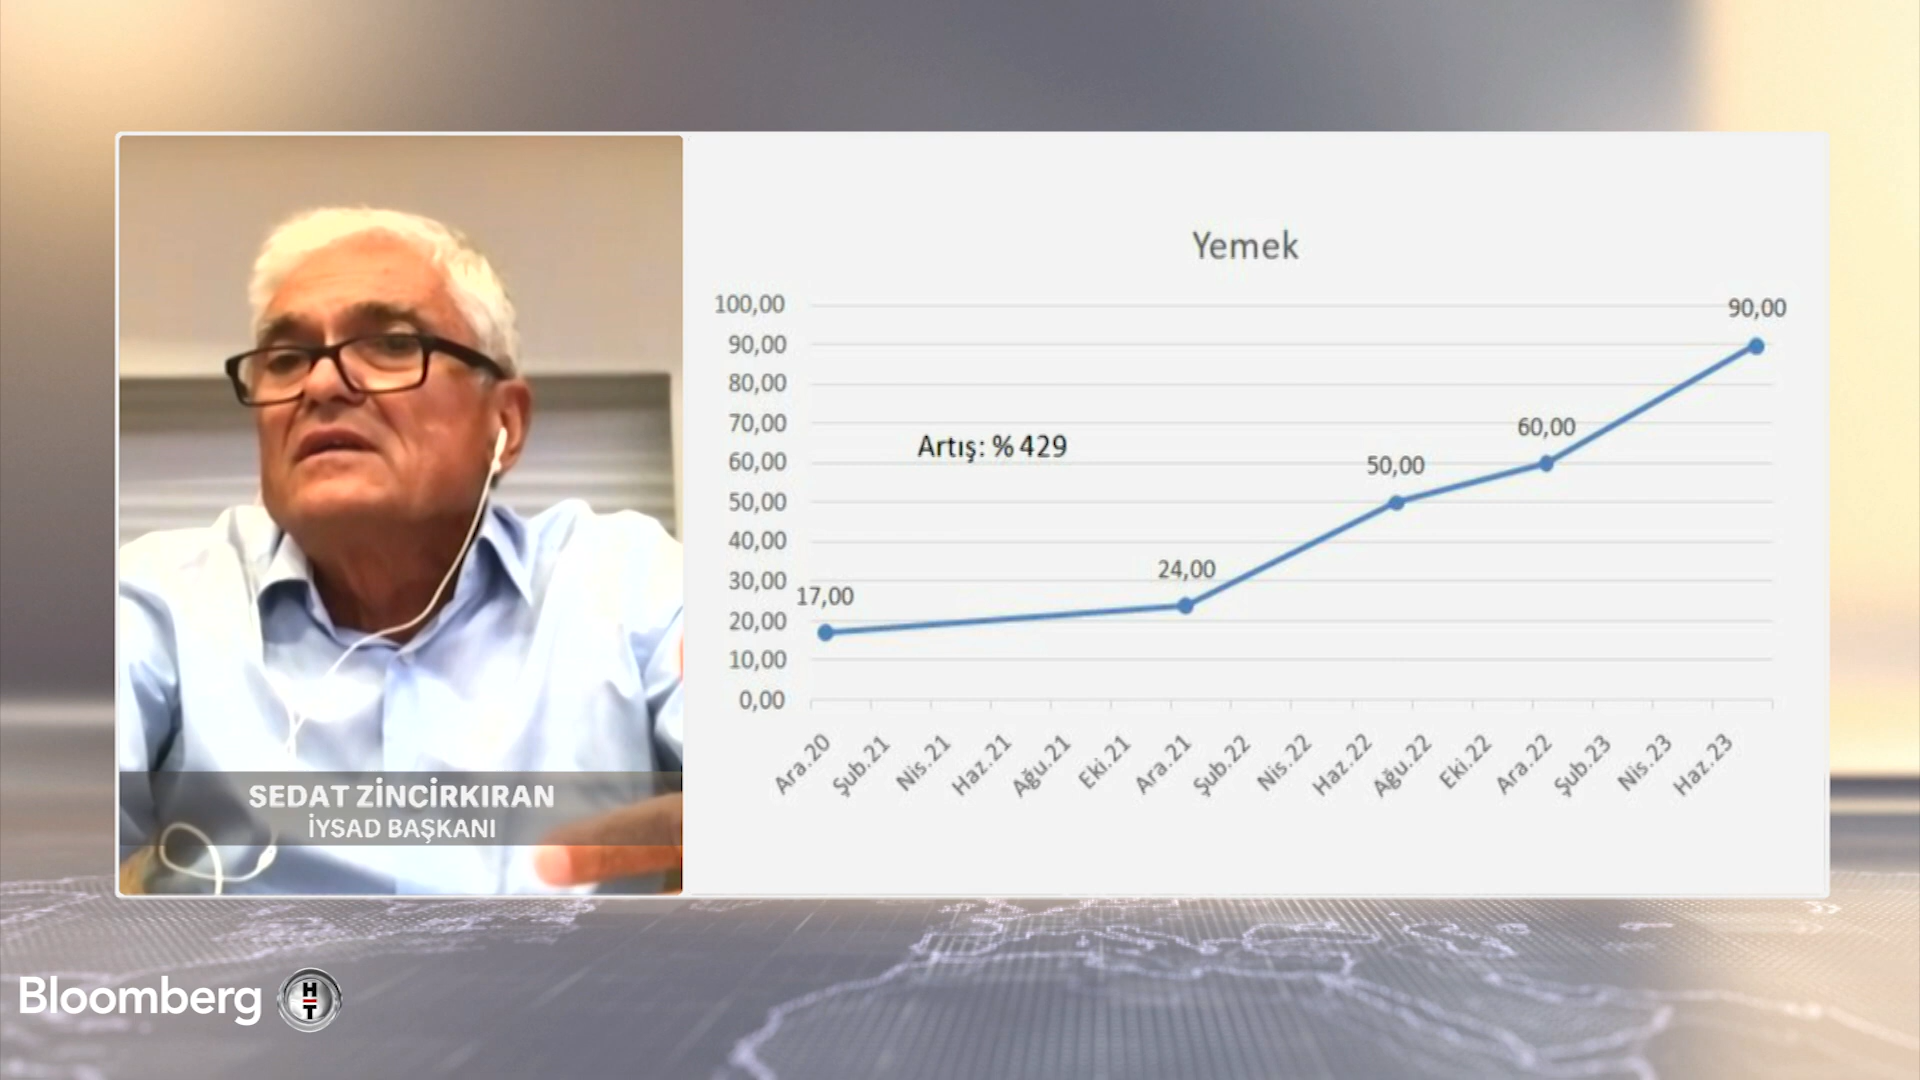 Yemek
100,00
90,00
80,00
70,00
60,00
50,00
40,00
30,00
20,00
10,00
0,00
17,00
24,00
50,00
60,00
90,00
Artış: % 429
Ara.20
Şub.21
Nis.21
Haz.21
Ağu.21
Eki.21
Ara.21
Şub.22
Nis.22
Haz.22
Ağu.22
Eki.22
Ara.22
Şub.23
Nis.23
Haz.23
SEDAT ZİNCİRKIRAN
İYSAD BAŞKANI
Bloomberg HT